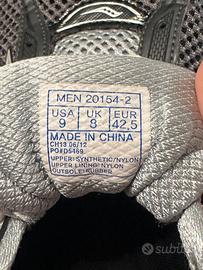 MEN 20154-2
USA UK EUR
9 8 42,5
MADE IN CHINA
CH13 06/12
PO#D5469
UPPER:SYNTHETIC/NYLON
UPPER LINING:NYLON
OUTSOLE:RUBBER
subito